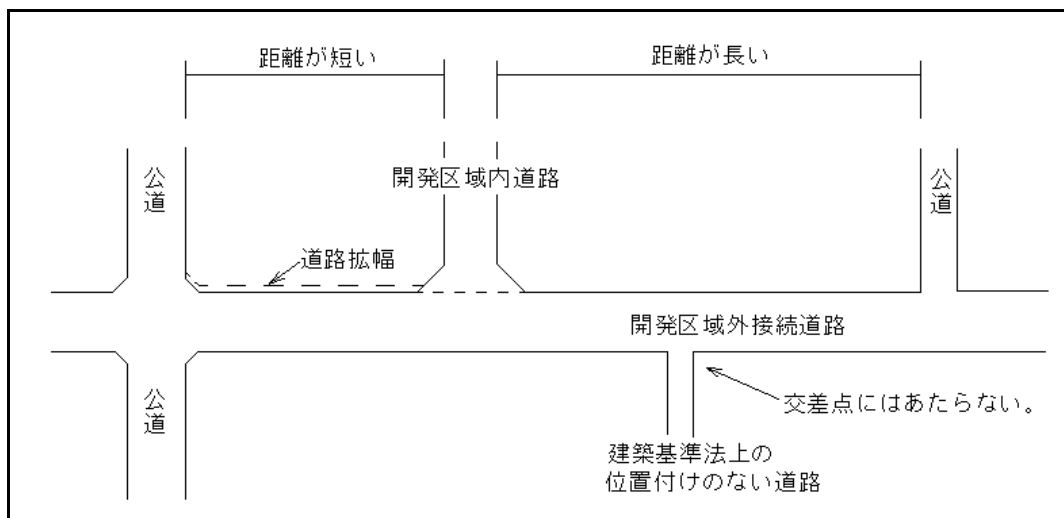 距離が短い
距離が長い
公道
開発区域内道路
公道
道路拡幅
開発区域外接続道路
公道
交差点にはあたらない。
建築基準法上の
位置付けのない道路